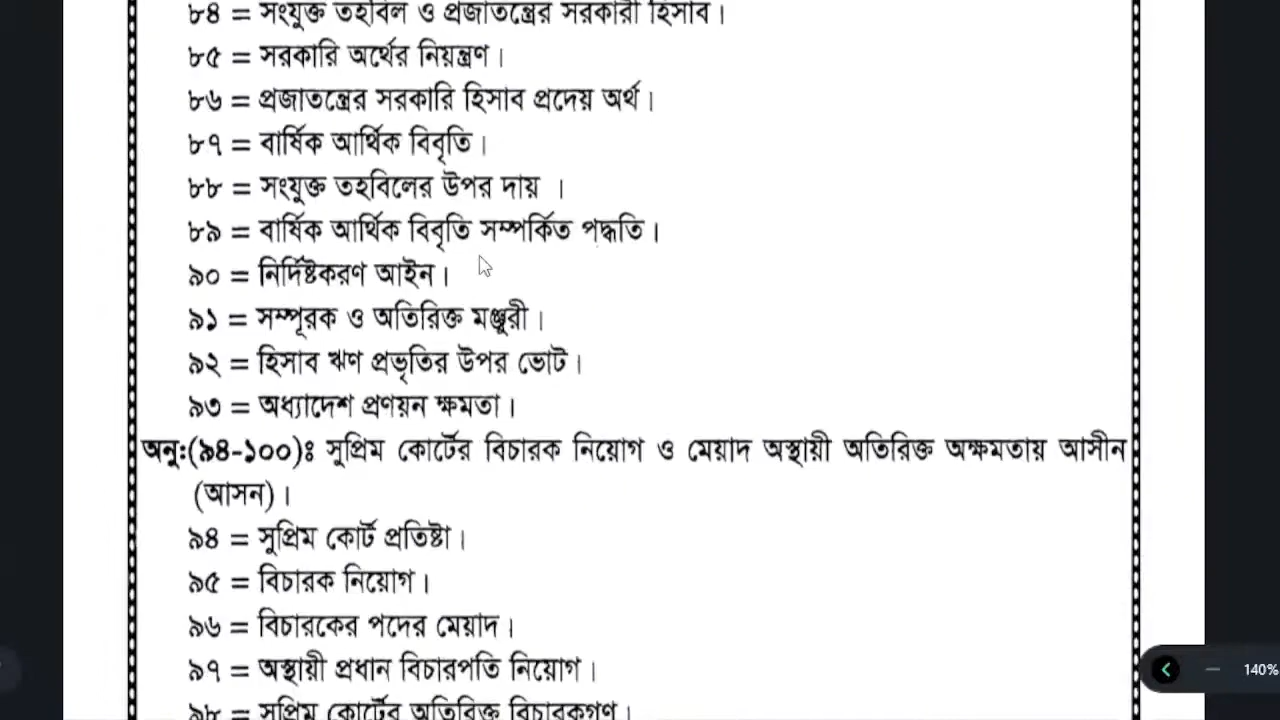 ৮৪ = সংযুক্ত তহবিল ও প্রজাতন্ত্রের সরকারী হিসাব।
৮৫ = সরকারি অর্থের নিয়ন্ত্রণ।
৮৬ = প্রজাতন্ত্রের সরকারি হিসাব প্রদেয় অর্থ।
৮৭ = বার্ষিক আর্থিক বিবৃতি।
৮৮ = সংযুক্ত তহবিলের উপর দায় ।
৮৯ = বার্ষিক আর্থিক বিবৃতি সম্পর্কিত পদ্ধতি।
৯০ = নির্দিষ্টকরণ আইন।
৯১ = সম্পূরক ও অতিরিক্ত মঞ্জুরী।
৯২ = হিসাব ঋণ প্রভৃতির উপর ভোট।
৯৩ = অধ্যাদেশ প্রণয়ন ক্ষমতা।
অনু:(৯৪-১০০)ঃ সুপ্রিম কোর্টের বিচারক নিয়োগ ও মেয়াদ অস্থায়ী অতিরিক্ত অক্ষমতায় আসীন
(আসন)।
৯৪ = সুপ্রিম কোর্ট প্রতিষ্টা।
৯৫ = বিচারক নিয়োগ।
৯৬ = বিচারকের পদের মেয়াদ।
৯৭ = অস্থায়ী প্রধান বিচারপতি নিয়োগ।
৯৮ = সুপ্রিম কোর্টের অতিরিক্ত বিচারকগণ।
140%